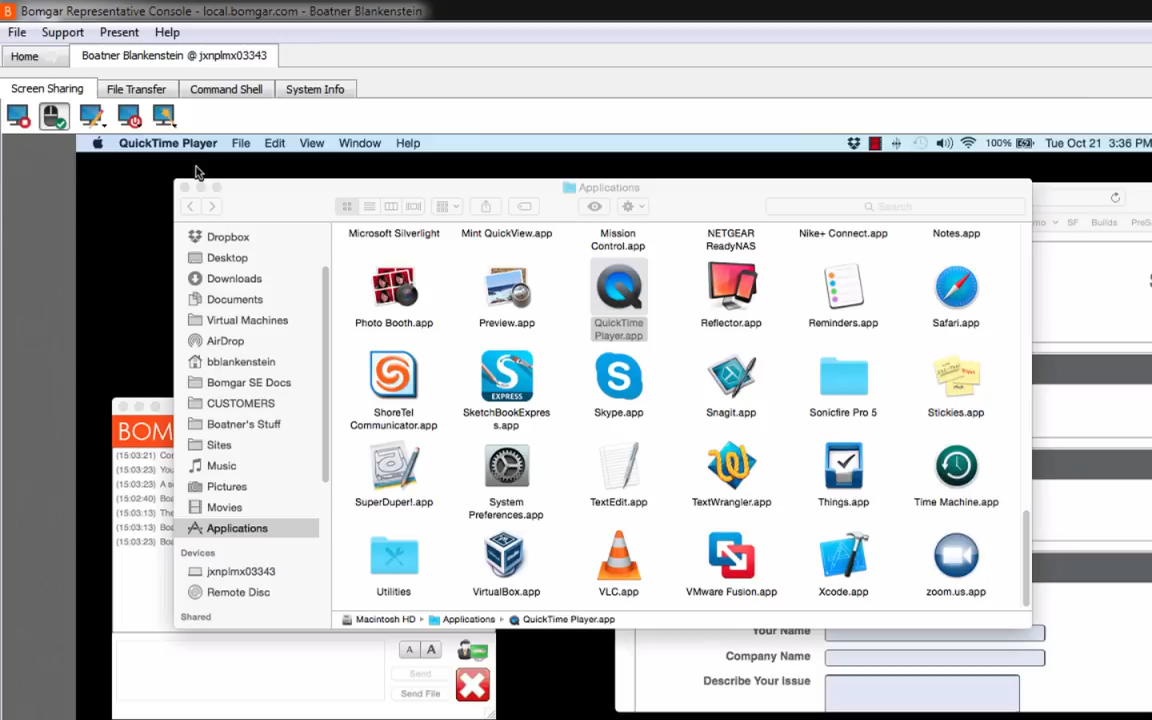 Bomgar Representative Console - local.bomgar.com - Boatner Blankenstein
File Support Present Help
Home Boatner Blankenstein @ jxnplmx03343
Screen Sharing File Transfer Command Shell System Info
QuickTime Player File Edit View Window Help 100% Tue Oct 21 3:36 PM
Applications
Search
SF Builds
Microsoft Silverlight Mint QuickView.app Mission Control.app NETGEAR ReadyNAS Nike+ Connect.app Notes.app
Dropbox
Desktop
Downloads
Documents
Virtual Machines
AirDrop
bblankenstein
Bomgar SE Docs
CUSTOMERS
Boatner's Stuff
Sites
Music
Pictures
Movies
Applications
Devices
jxnplmx03343
Remote Disc
Shared
Photo Booth.app Preview.app QuickTime Player.app Reflector.app Reminders.app Safari.app
EXPRESS
ShoreTel Communicator.app SketchBookExpress.app Skype.app Snagit.app Sonicfire Pro 5 Stickies.app
SuperDuper!.app System Preferences.app TextEdit.app TextWrangler.app Things.app Time Machine.app
Utilities VirtualBox.app VLC.app VMware Fusion.app Xcode.app zoom.us.app
Macintosh HD Applications QuickTime Player.app
BOM
(15:03:21)
(15:03:23)
(15:03:23)
(15:02:40)
(15:03:13)
(15:03:13)
(15:03:23)
A A
Send
Send File
Your Name
Company Name
Describe Your Issue